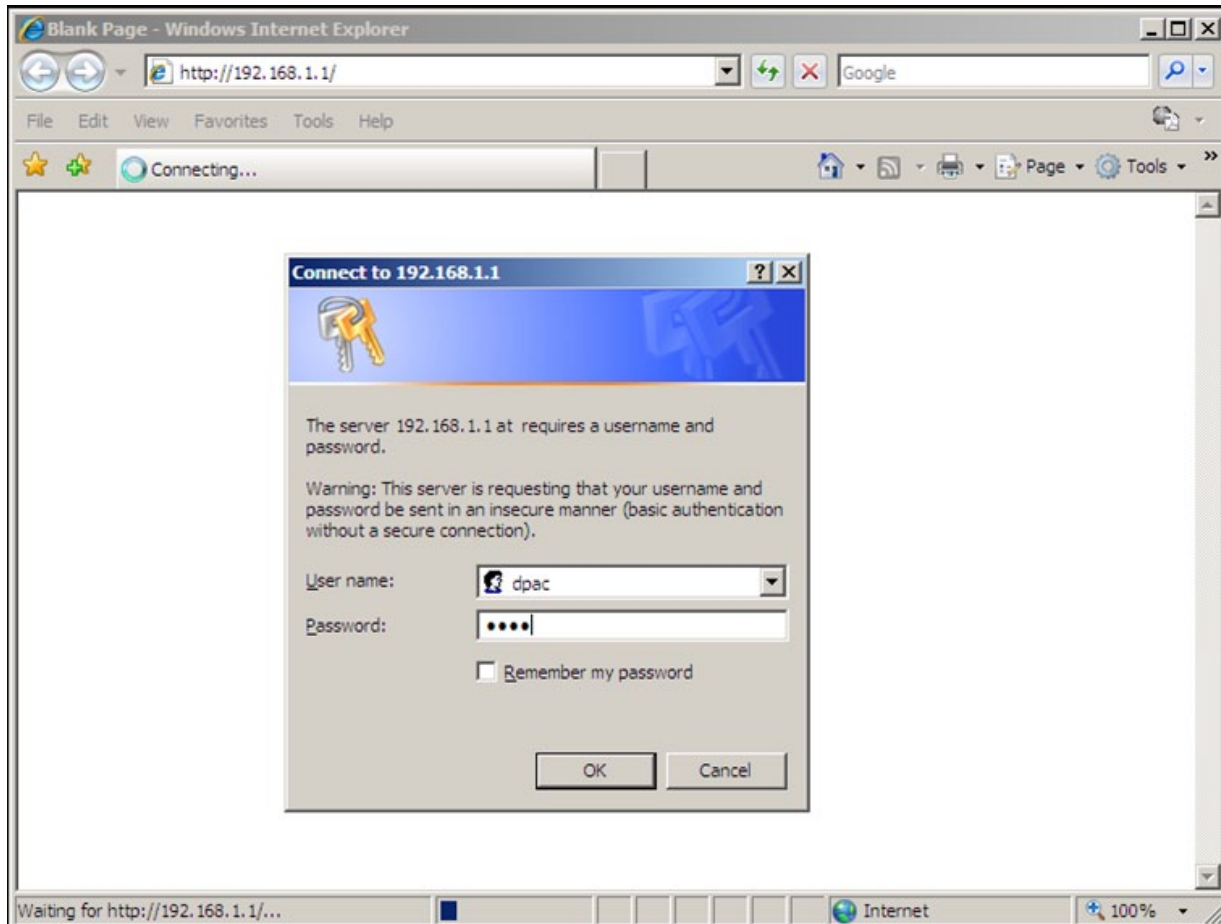 Blank Page - Windows Internet Explorer
http://192.168.1.1/
Google
File Edit View Favorites Tools Help
Connecting...
Page Tools »
Connect to 192.168.1.1
The server 192.168.1.1 at requires a username and
password.
Warning: This server is requesting that your username and
password be sent in an insecure manner (basic authentication
without a secure connection).
User name: dpac
Password: ••••
Remember my password
OK Cancel
Waiting for http://192.168.1.1/... Internet 100%